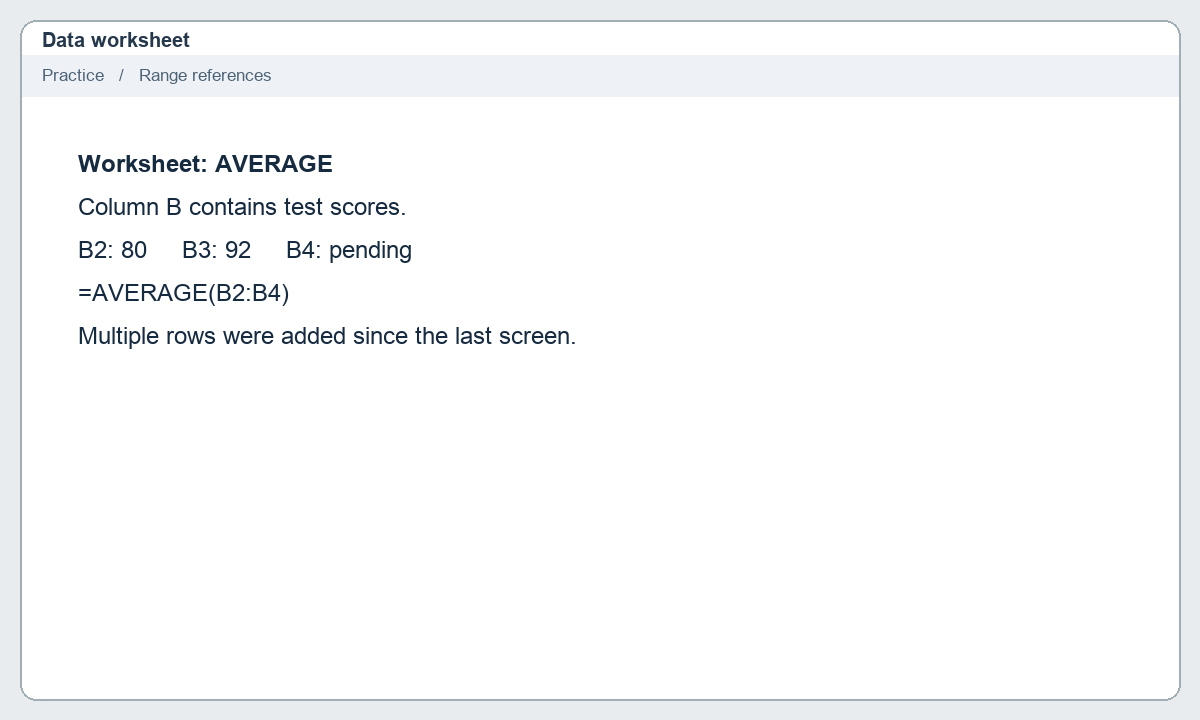 Data worksheet
Practice / Range references
Worksheet: AVERAGE
Column B contains test scores.
B2: 80 B3: 92 B4: pending
=AVERAGE(B2:B4)
Multiple rows were added since the last screen.